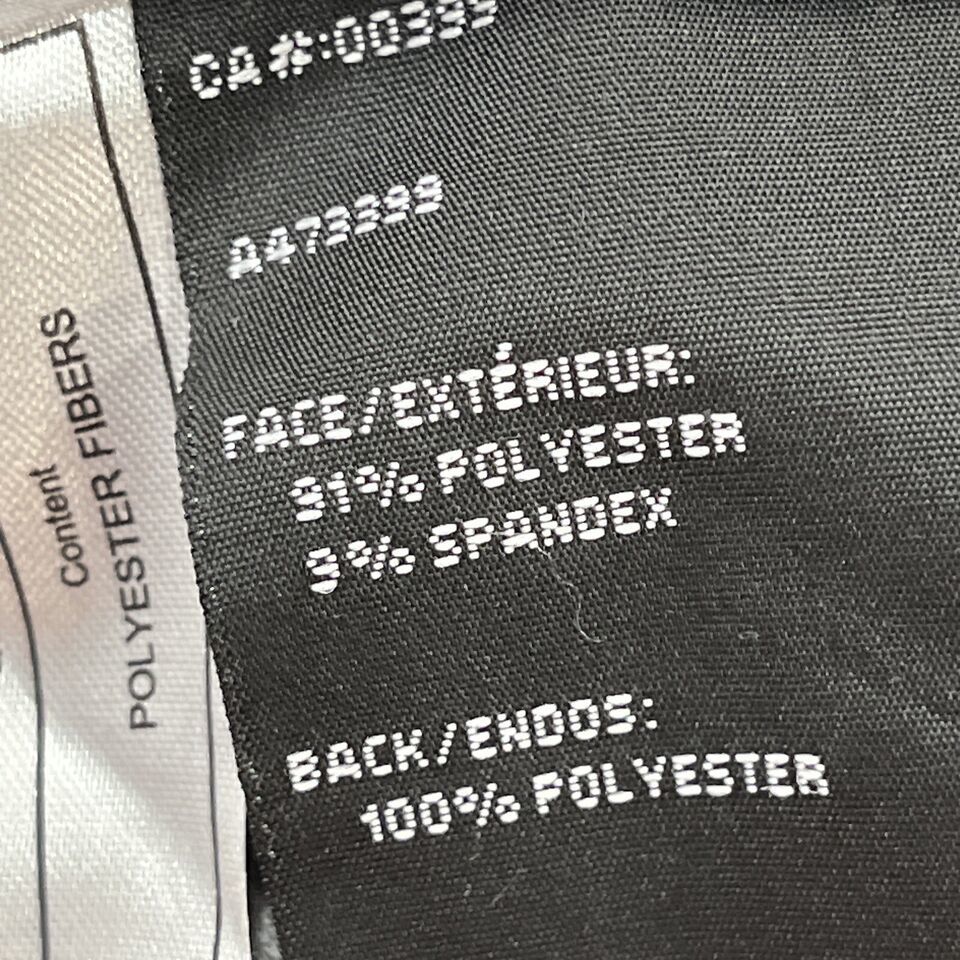 CA#:00399
A473399
FACE/EXTÉRIEUR:
91% POLYESTER
9% SPANDEX
BACK/ENDOS:
100% POLYESTER
Content
POLYESTER FIBERS